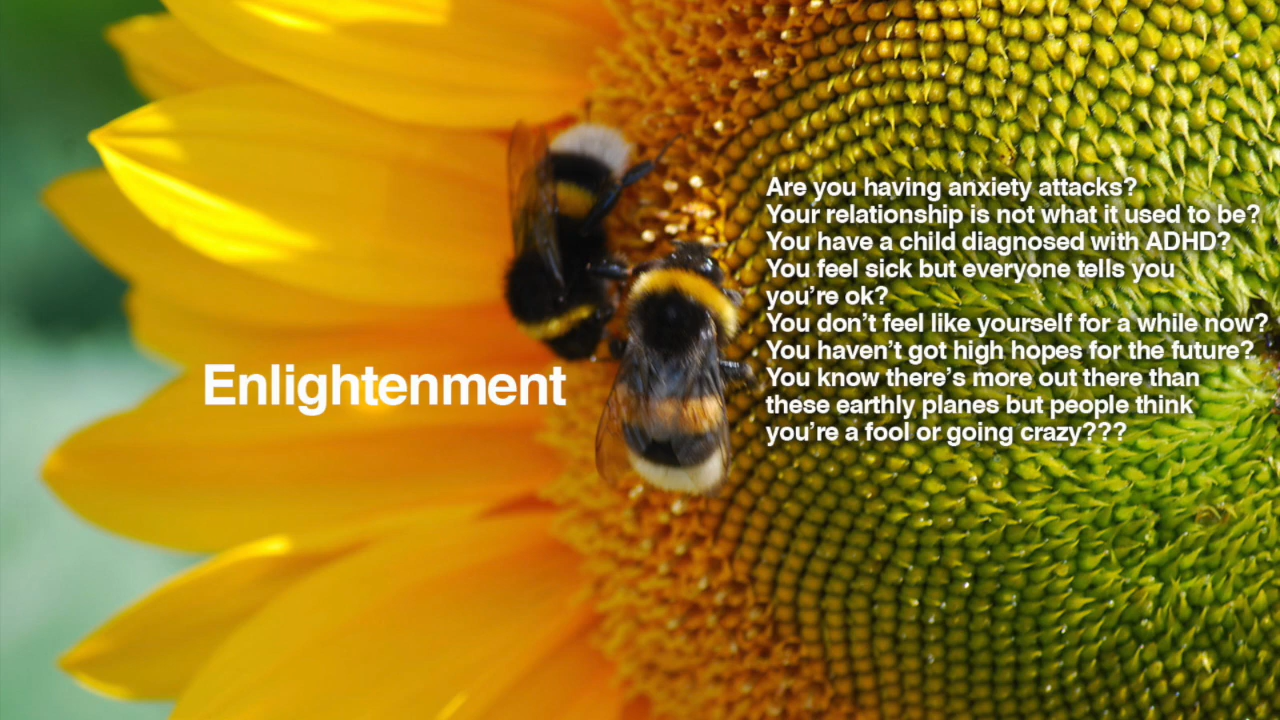 Enlightenment
Are you having anxiety attacks?
Your relationship is not what it used to be?
You have a child diagnosed with ADHD?
You feel sick but everyone tells you
you’re ok?
You don’t feel like yourself for a while now?
You haven’t got high hopes for the future?
You know there’s more out there than
these earthly planes but people think
you’re a fool or going crazy???